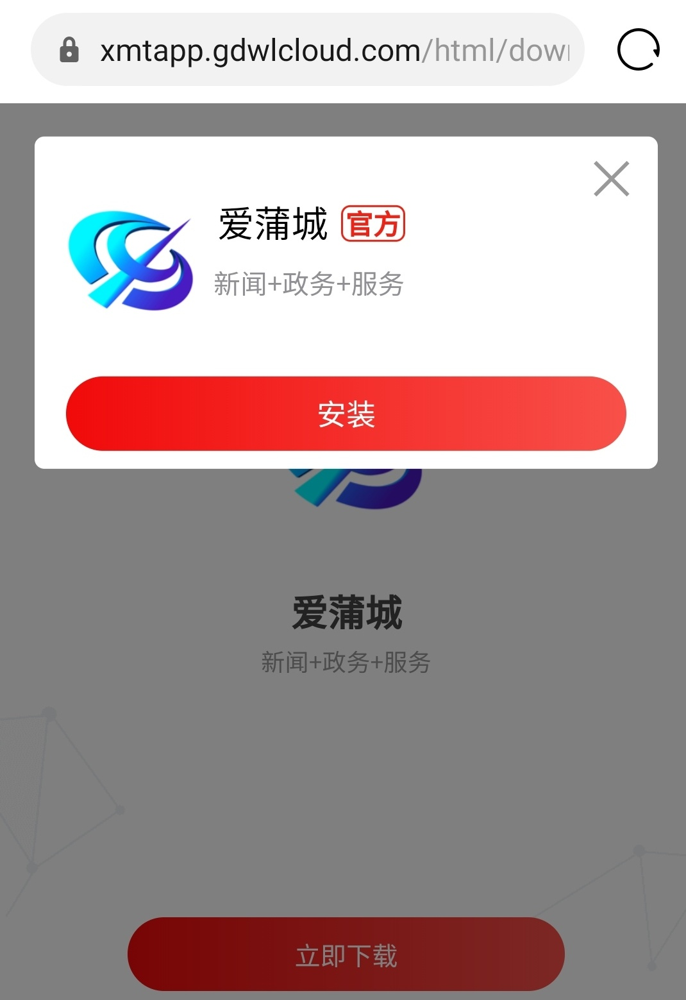 xmtapp.gdwlcloud.com/html/dow
爱蒲城 官方
新闻+政务+服务
安装
爱蒲城
新闻+政务+服务
立即下载